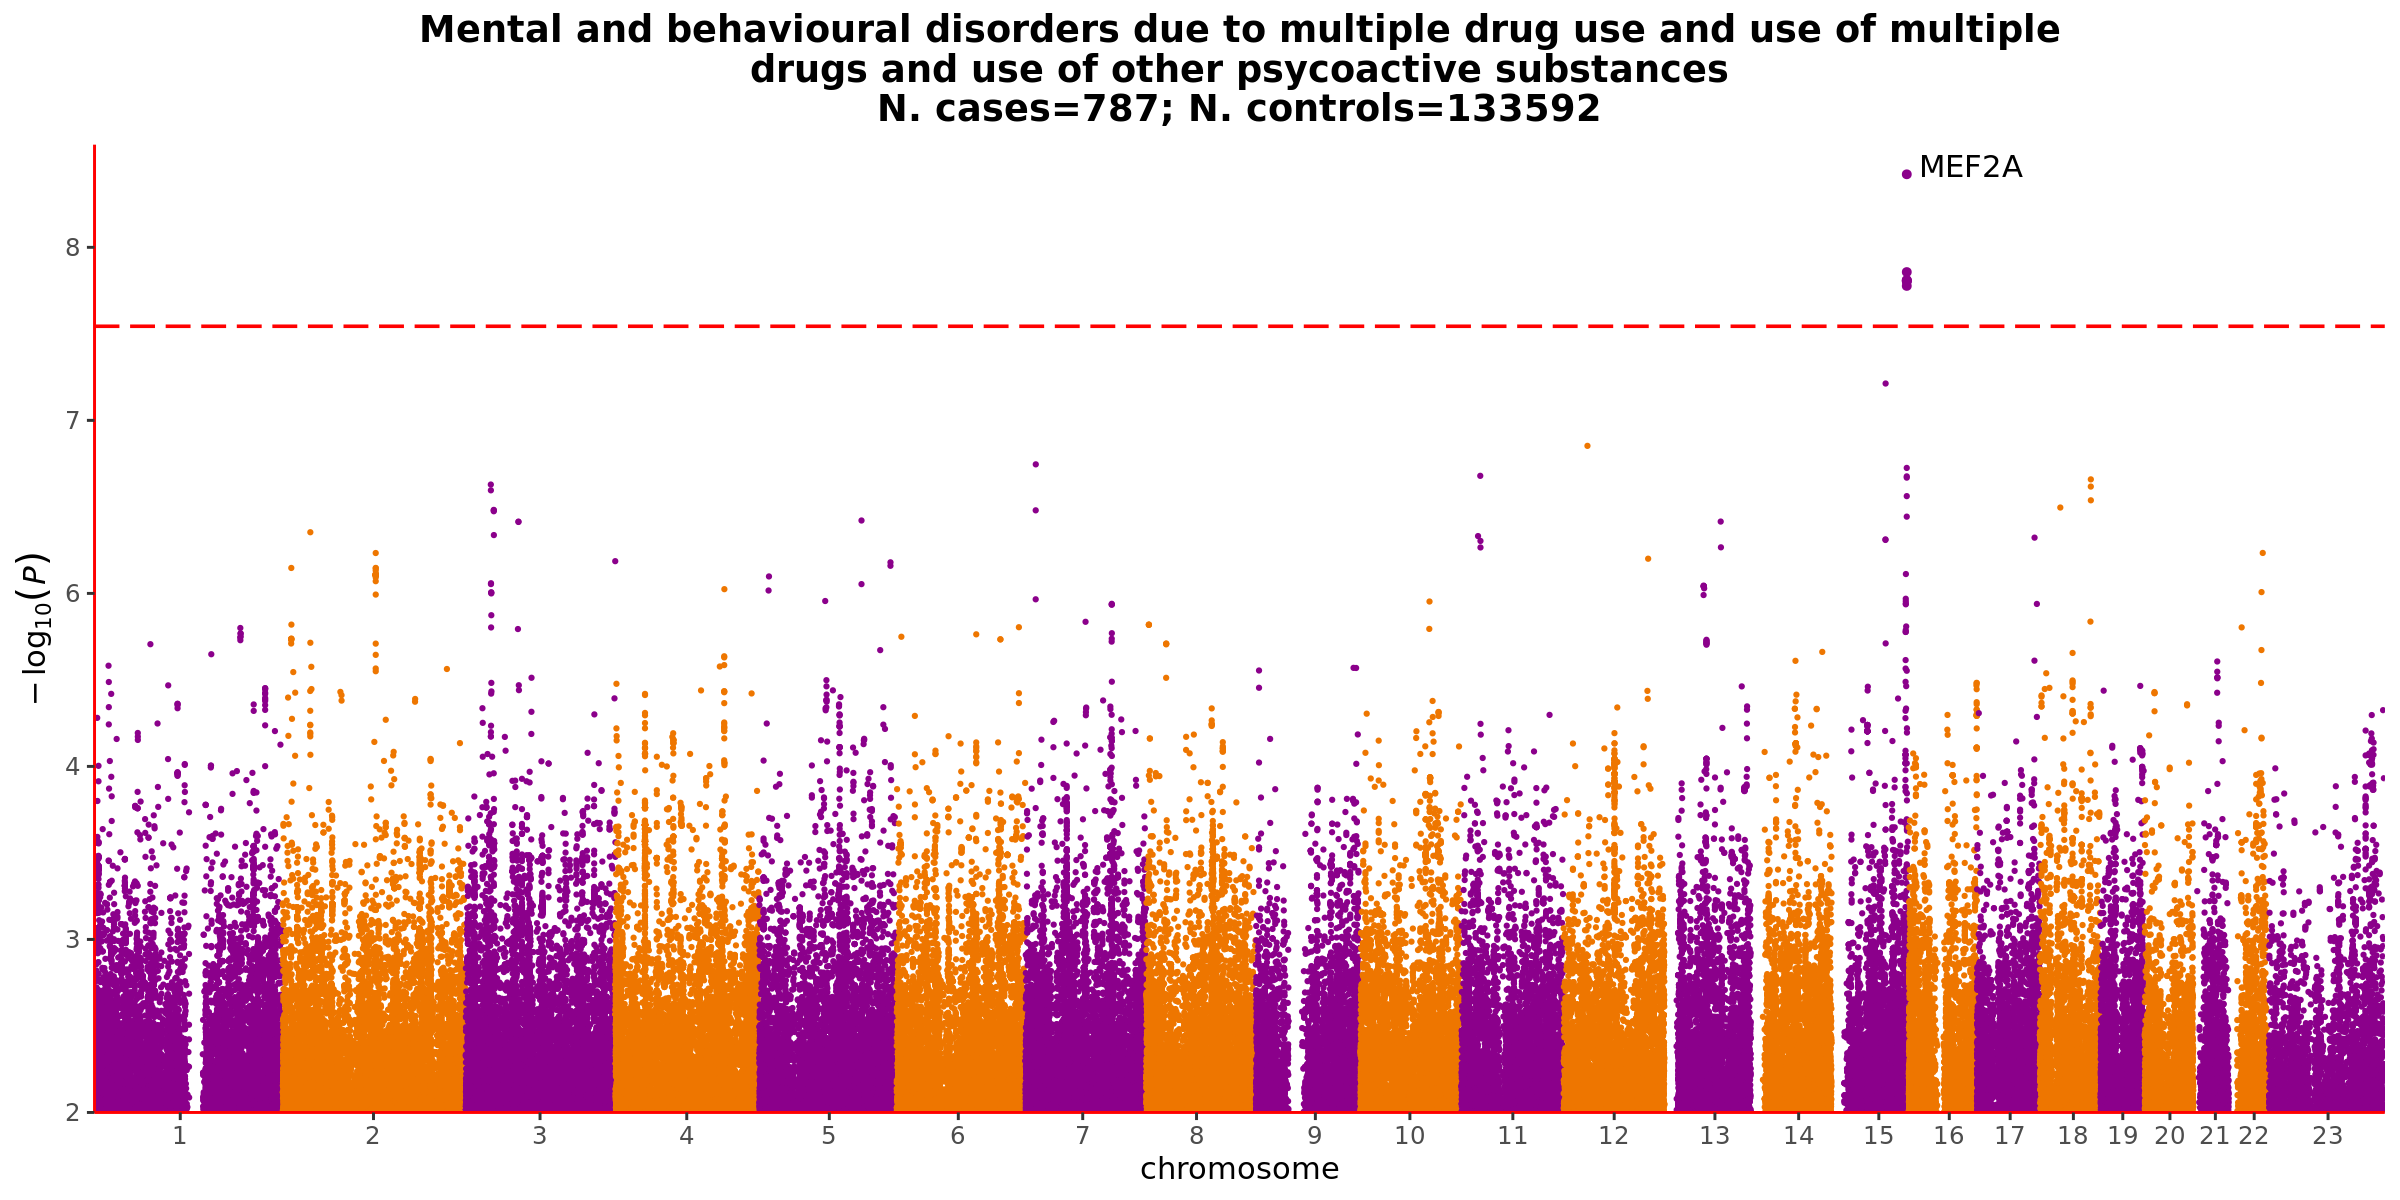 Mental and behavioural disorders due to multiple drug use and use of multiple
drugs and use of other psycoactive substances
N. cases=787; N. controls=133592
MEF2A
8
7
6
4
3
2
−log10(P)
1 2 3 4 5 6 7 8 9 10 11 12 13 14 15 16 17 18 19 20 21 22 23
chromosome